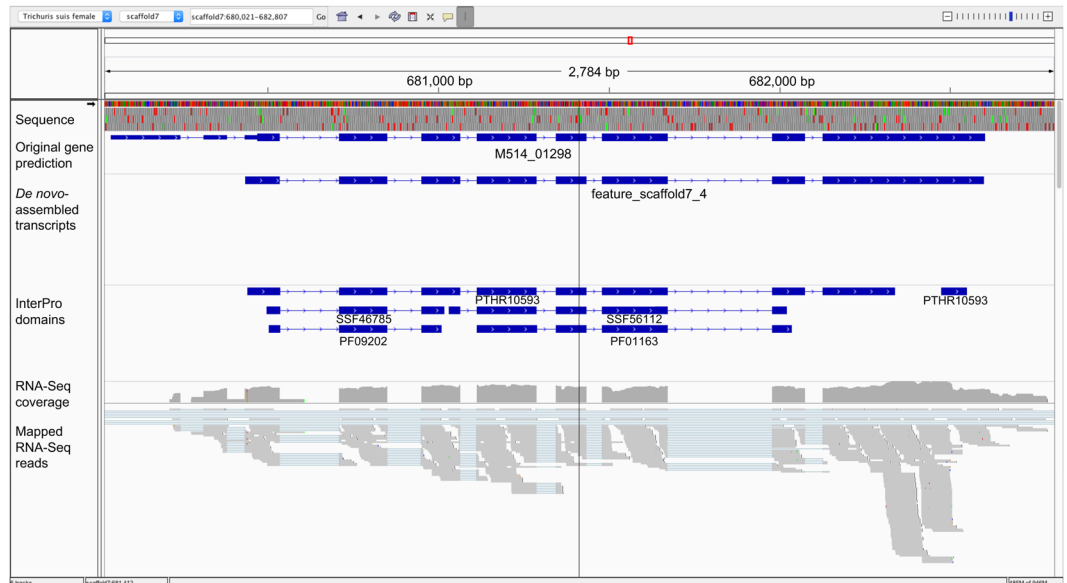 Trichuris suis female
scaffold7
scaffold7:680,021-682,807
Go
2,784 bp
681,000 bp
682,000 bp
Sequence
Original gene
prediction
M514_01298
De novo-
assembled
transcripts
feature_scaffold7_4
InterPro
domains
PTHR10593
PTHR10593
SSF46785
SSF56112
PF09202
PF01163
RNA-Seq
coverage
Mapped
RNA-Seq
reads